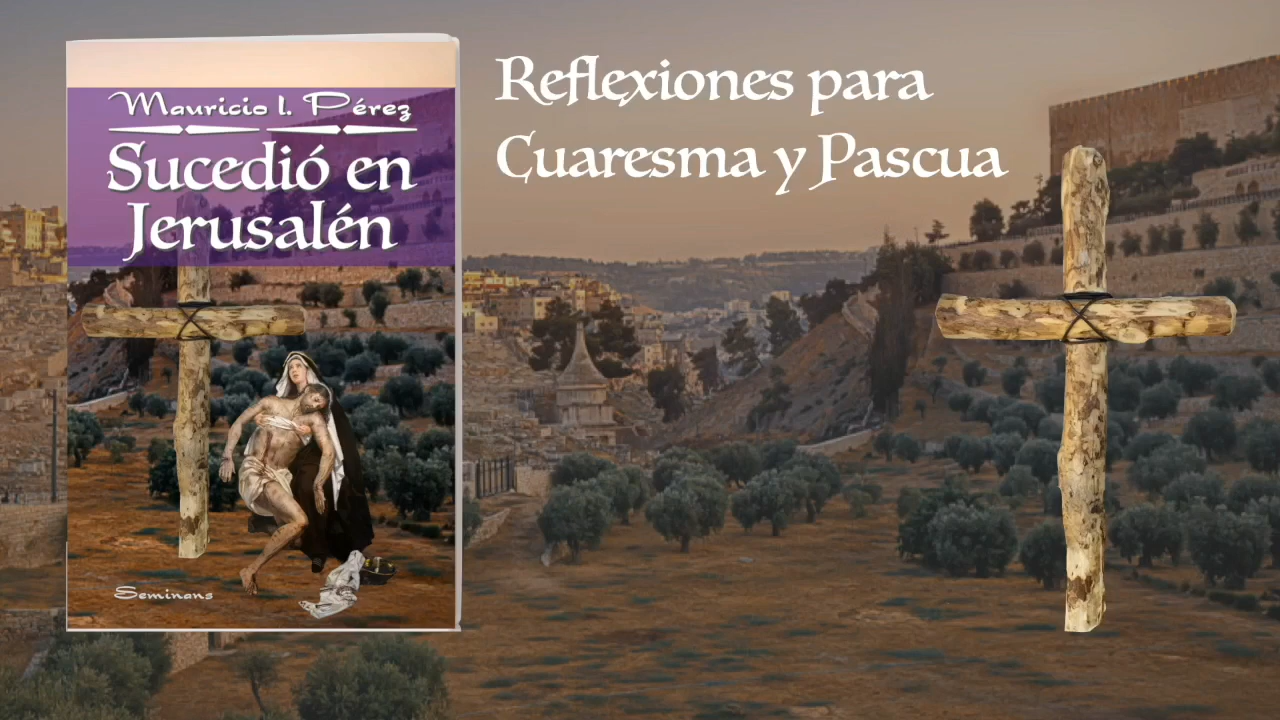 Mauricio I. Pérez
Sucedió en
Jerusalén
Seminans
Reflexiones para
Cuaresma y Pascua